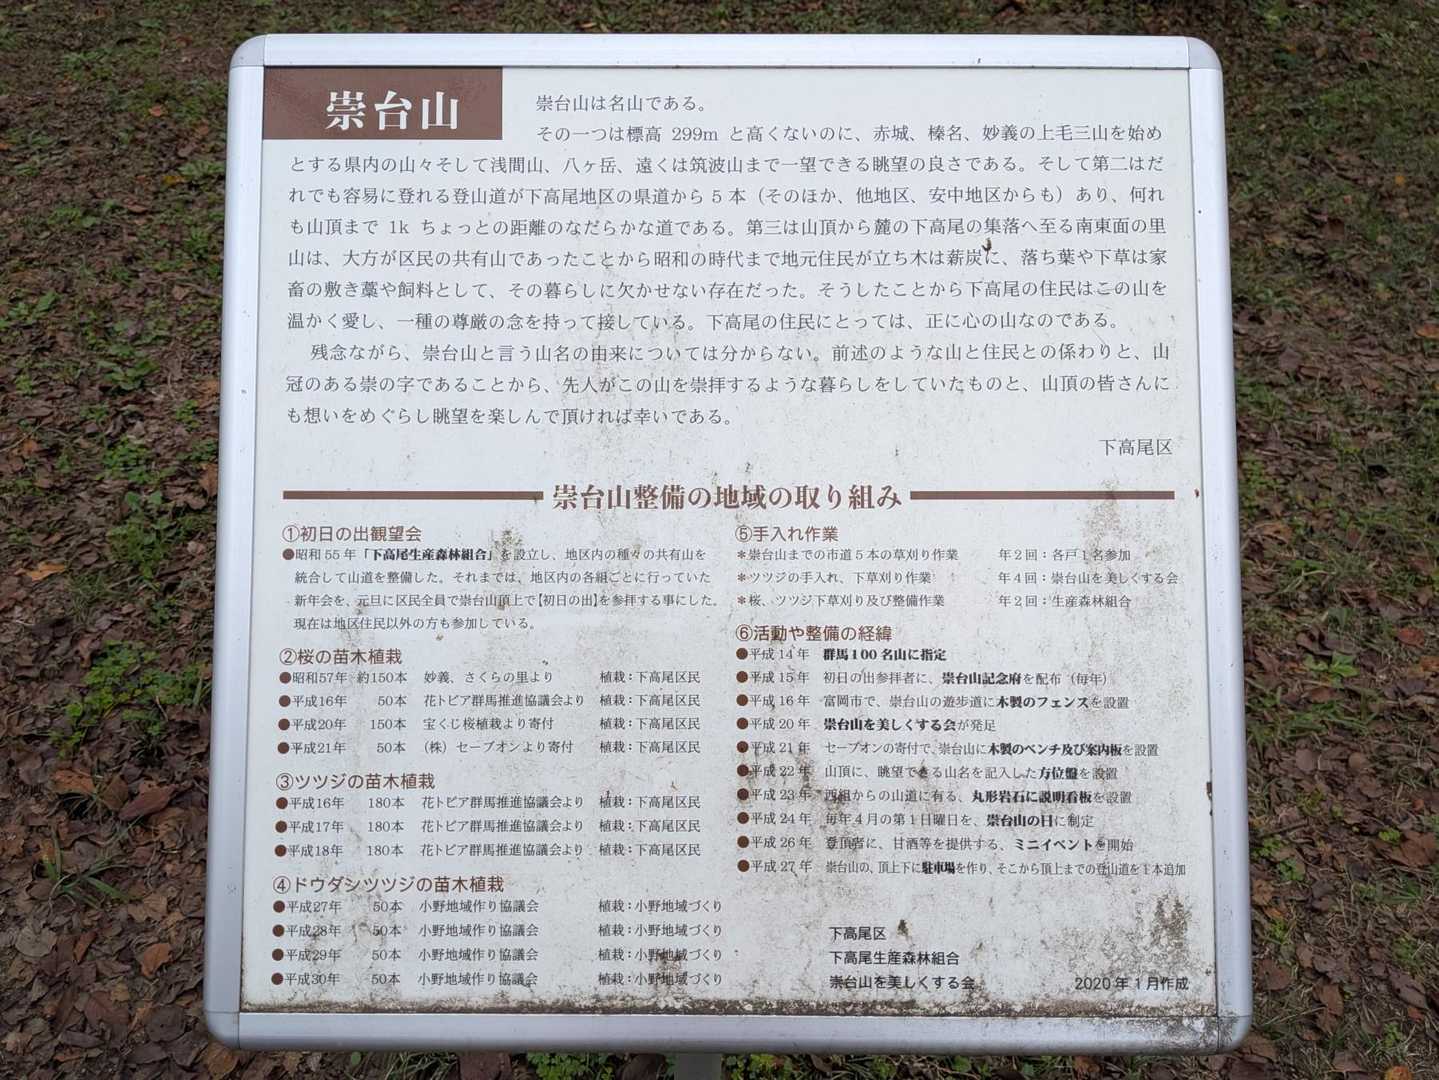 崇台山
崇台山は名山である。
その一つは標高 299m と高くないのに、赤城、榛名、妙義の上毛三山を始め
とする県内の山々そして浅間山、八ヶ岳、遠くは筑波山まで一望できる眺望の良さである。そして第二はだ
れでも容易に登れる登山道が下高尾地区の県道から 5 本（そのほか、他地区、安中地区からも）あり、何れ
も山頂まで 1k ちょっとの距離のなだらかな道である。第三は山頂から麓の下高尾の集落へ至る南東面の里
山は、大方が区民の共有山であったことから昭和の時代まで地元住民が立ち木は薪炭に、落ち葉や下草は家
畜の敷き藁や飼料として、その暮らしに欠かせない存在だった。そうしたことから下高尾の住民はこの山を
温かく愛し、一種の尊厳の念を持って接している。下高尾の住民にとっては、正に心の山なのである。
残念ながら、崇台山と言う山名の由来については分からない。前述のような山と住民との係わりと、山
冠のある崇の字であることから、先人がこの山を崇拝するような暮らしをしていたものと、山頂の皆さんに
も想いをめぐらし眺望を楽しんで頂ければ幸いである。
下高尾区
崇台山整備の地域の取り組み
①初日の出観望会
●昭和 55 年「下高尾生産森林組合」を設立し、地区内の種々の共有山を
統合して山道を整備した。それまでは、地区内の各組ごとに行っていた
新年会を、元旦に区民全員で崇台山頂上で【初日の出】を参拝する事にした。
現在は地区住民以外の方も参加している。
②桜の苗木植栽
●昭和57年 約150本 妙義、さくらの里より 植栽：下高尾区民
●平成16年 50本 花トピア群馬推進協議会より 植栽：下高尾区民
●平成20年 150本 宝くじ桜植栽より寄付 植栽：下高尾区民
●平成21年 50本 （株）セーブオンより寄付 植栽：下高尾区民
③ツツジの苗木植栽
●平成16年 180本 花トピア群馬推進協議会より 植栽：下高尾区民
●平成17年 180本 花トピア群馬推進協議会より 植栽：下高尾区民
●平成18年 180本 花トピア群馬推進協議会より 植栽：下高尾区民
④ドウダンツツジの苗木植栽
●平成27年 50本 小野地域作り協議会 植栽：小野地域づくり
●平成28年 50本 小野地域作り協議会 植栽：小野地域づくり
●平成29年 50本 小野地域作り協議会 植栽：小野地域づくり
●平成30年 50本 小野地域作り協議会 植栽：小野地域づくり
⑤手入れ作業
＊崇台山までの市道５本の草刈り作業 年２回：各戸１名参加
＊ツツジの手入れ、下草刈り作業 年４回：崇台山を美しくする会
＊桜、ツツジ下草刈り及び整備作業 年２回：生産森林組合
⑥活動や整備の経緯
●平成 14 年 群馬１００名山に指定
●平成 15 年 初日の出参拝者に、崇台山記念府を配布（毎年）
●平成 16 年 富岡市で、崇台山の遊歩道に木製のフェンスを設置
●平成 20 年 崇台山を美しくする会が発足
●平成 21 年 セーブオンの寄付で、崇台山に木製のベンチ及び案内板を設置
●平成 22 年 山頂に、眺望できる山名を記入した方位盤を設置
●平成 23 年 西組からの山道に有る、丸形岩石に説明看板を設置
●平成 24 年 毎年４月の第１日曜日を、崇台山の日に制定
●平成 26 年 登頂者に、甘酒等を提供する、ミニイベントを開始
●平成 27 年 崇台山の、頂上下に駐車場を作り、そこから頂上までの登山道を１本追加
下高尾区
下高尾生産森林組合
崇台山を美しくする会 2020 年 1 月作成